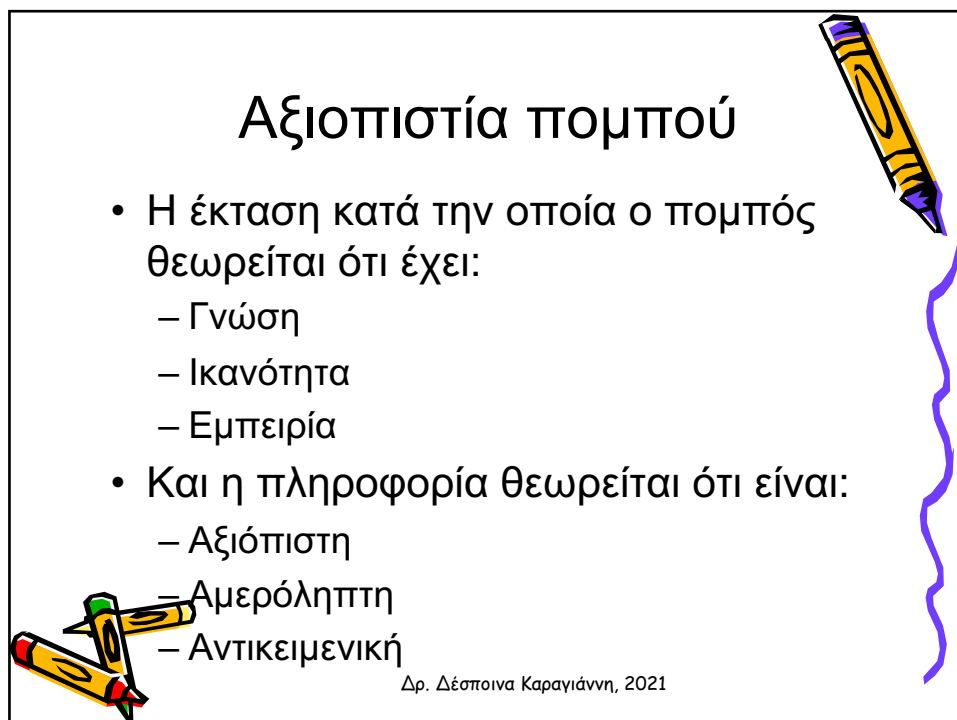 Αξιοπιστία πομπού
• Η έκταση κατά την οποία ο πομπός
θεωρείται ότι έχει:
– Γνώση
– Ικανότητα
– Εμπειρία
• Και η πληροφορία θεωρείται ότι είναι:
– Αξιόπιστη
– Αμερόληπτη
– Αντικειμενική
Δρ. Δέσποινα Καραγιάννη, 2021